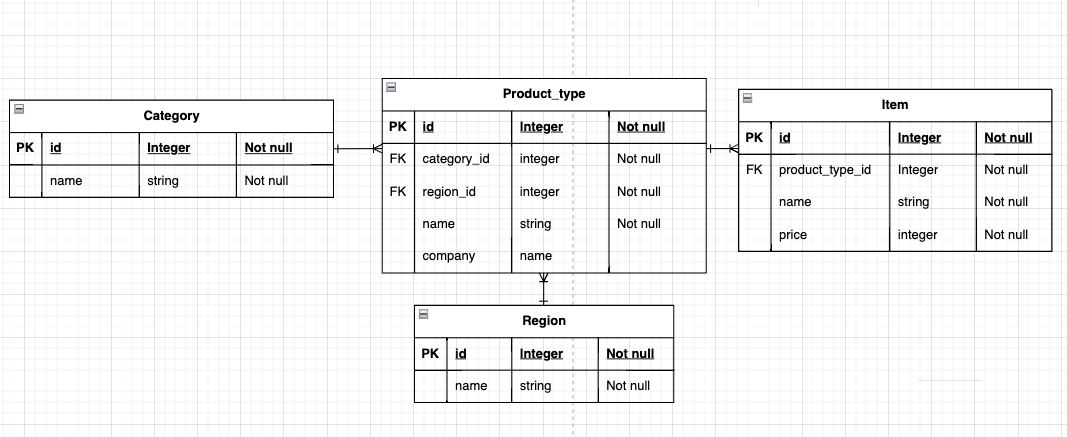 Category
PK id Integer Not null
name string Not null
Product_type
PK id Integer Not null
FK category_id integer Not null
FK region_id integer Not null
name string Not null
company name
Item
PK id Integer Not null
FK product_type_id Integer Not null
name string Not null
price integer Not null
Region
PK id Integer Not null
name string Not null